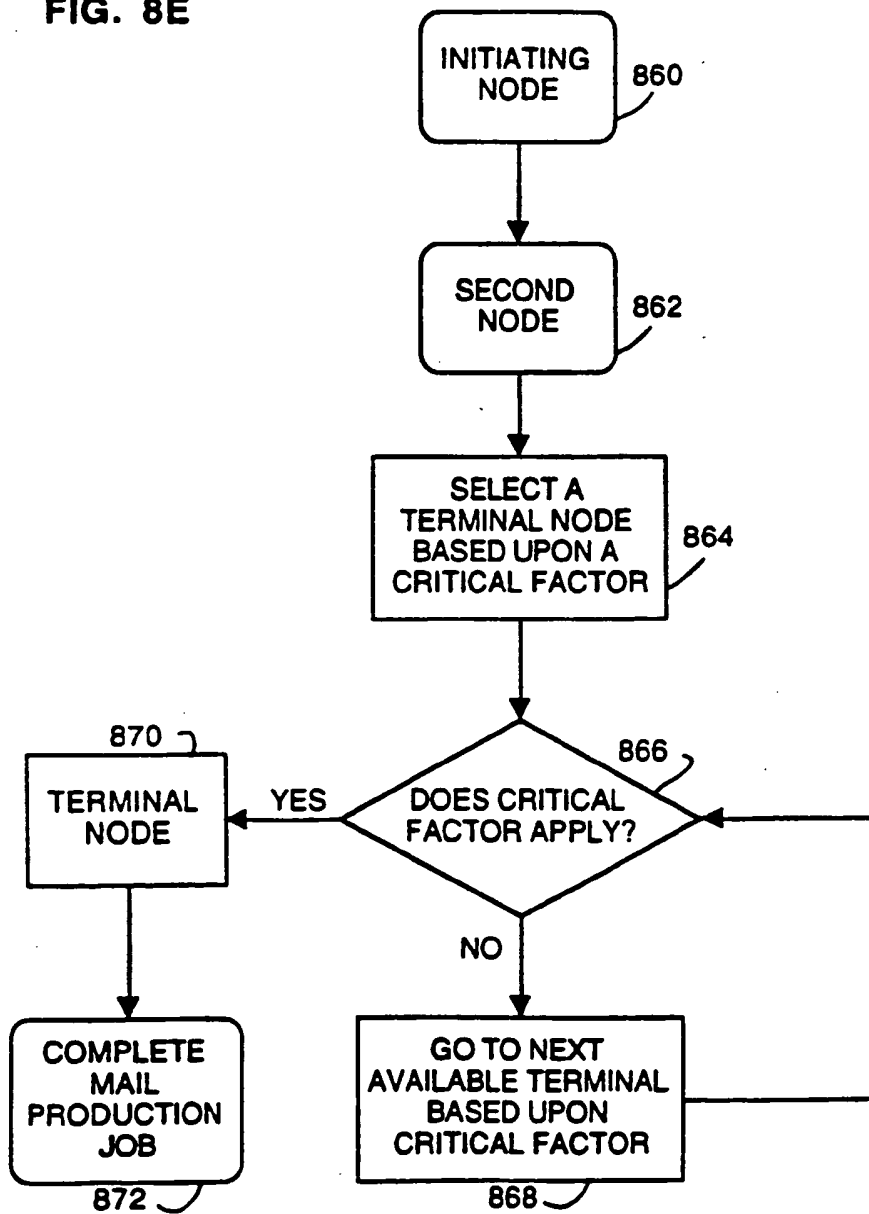 FIG. 8E
INITIATING
NODE
860
SECOND
NODE
862
SELECT A
TERMINAL NODE
BASED UPON A
CRITICAL FACTOR
864
DOES CRITICAL
FACTOR APPLY?
866
YES
870
TERMINAL
NODE
NO
COMPLETE
MAIL
PRODUCTION
JOB
872
GO TO NEXT
AVAILABLE TERMINAL
BASED UPON
CRITICAL FACTOR
868